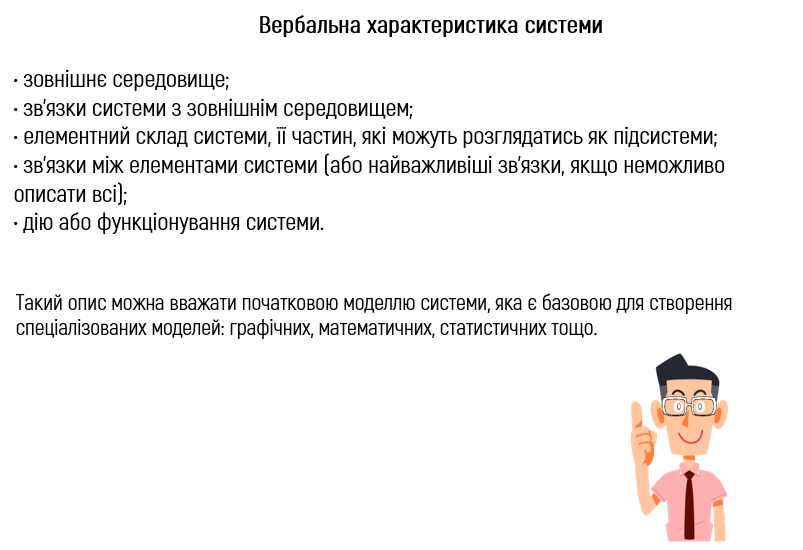 Вербальна характеристика системи
• зовнішнє середовище;
• зв'язки системи з зовнішнім середовищем;
• елементний склад системи, її частин, які можуть розглядатись як підсистеми;
• зв'язки між елементами системи (або найважливіші зв'язки, якщо неможливо
описати всі);
• дію або функціонування системи.
Такий опис можна вважати початковою моделлю системи, яка є базовою для створення
спеціалізованих моделей: графічних, математичних, статистичних тощо.